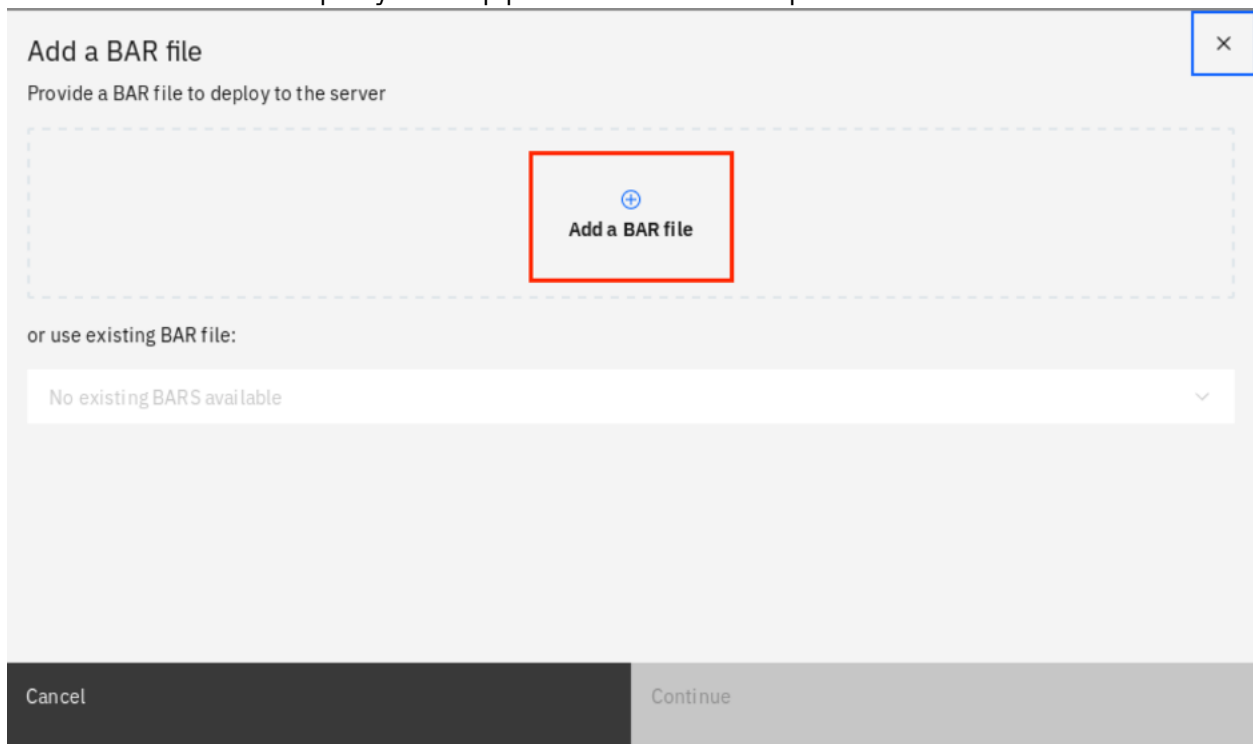 Add a BAR file
Provide a BAR file to deploy to the server
Add a BAR file
or use existing BAR file:
No existing BARS available
Cancel
Continue